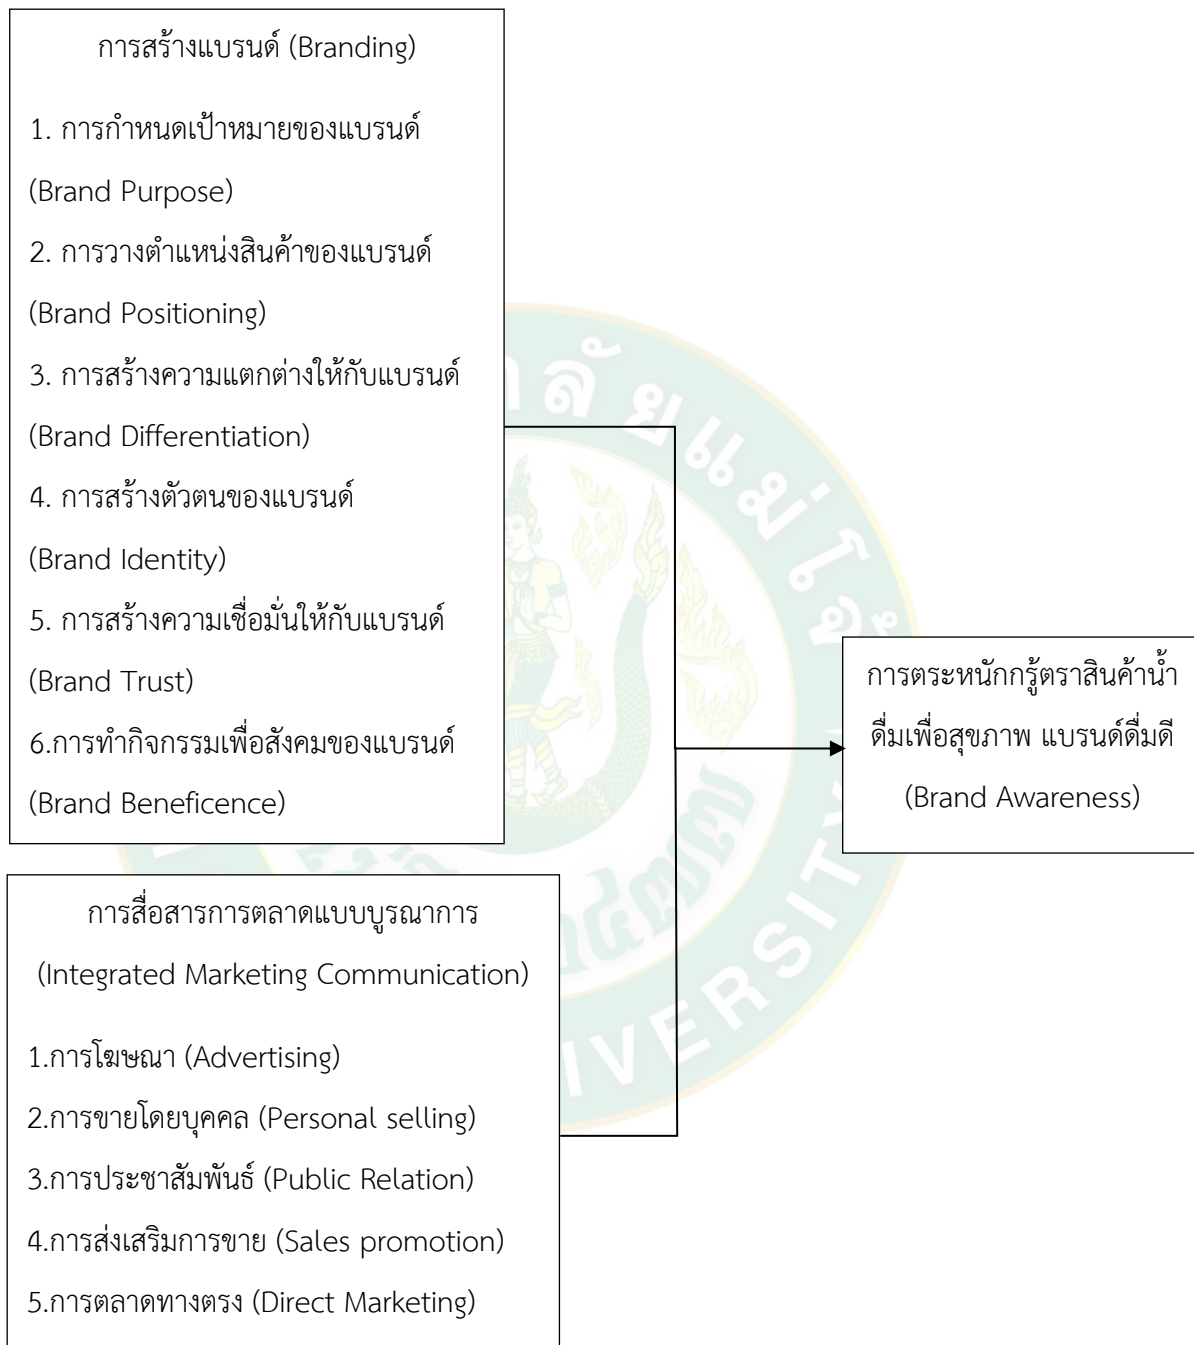 การสร้างแบรนด์ (Branding)
1. การกำหนดเป้าหมายของแบรนด์
(Brand Purpose)
2. การวางตำแหน่งสินค้าของแบรนด์
(Brand Positioning)
3. การสร้างความแตกต่างให้กับแบรนด์
(Brand Differentiation)
4. การสร้างตัวตนของแบรนด์
(Brand Identity)
5. การสร้างความเชื่อมั่นให้กับแบรนด์
(Brand Trust)
6.การทำกิจกรรมเพื่อสังคมของแบรนด์
(Brand Beneficence)
การสื่อสารการตลาดแบบบูรณาการ
(Integrated Marketing Communication)
1.การโฆษณา (Advertising)
2.การขายโดยบุคคล (Personal selling)
3.การประชาสัมพันธ์ (Public Relation)
4.การส่งเสริมการขาย (Sales promotion)
5.การตลาดทางตรง (Direct Marketing)
การตระหนักกรู้ตราสินค้าน้ำ
ดื่มเพื่อสุขภาพ แบรนด์ดื่มดี
(Brand Awareness)
าลัยแม่โจ้
IVERSITY